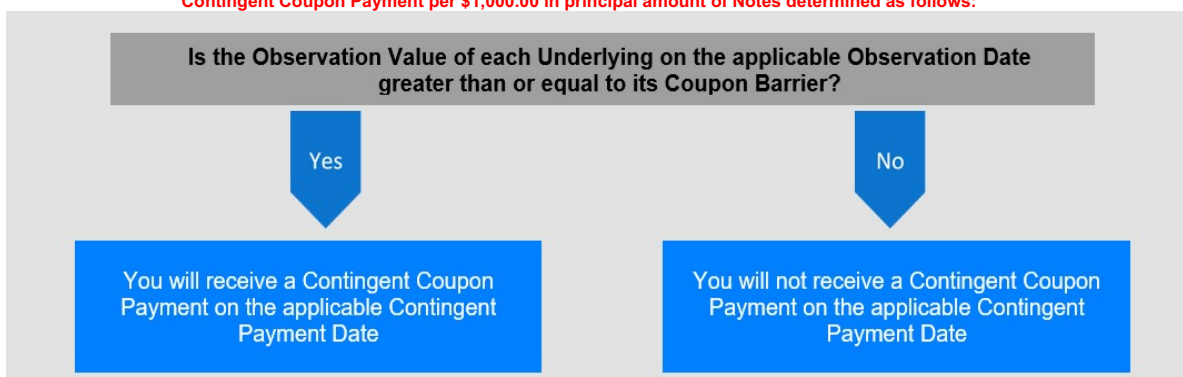 Contingent Coupon Payment per $1,000.00 in principal amount of Notes determined as follows:
Is the Observation Value of each Underlying on the applicable Observation Date
greater than or equal to its Coupon Barrier?
Yes
No
You will receive a Contingent Coupon
Payment on the applicable Contingent
Payment Date
You will not receive a Contingent Coupon
Payment on the applicable Contingent
Payment Date